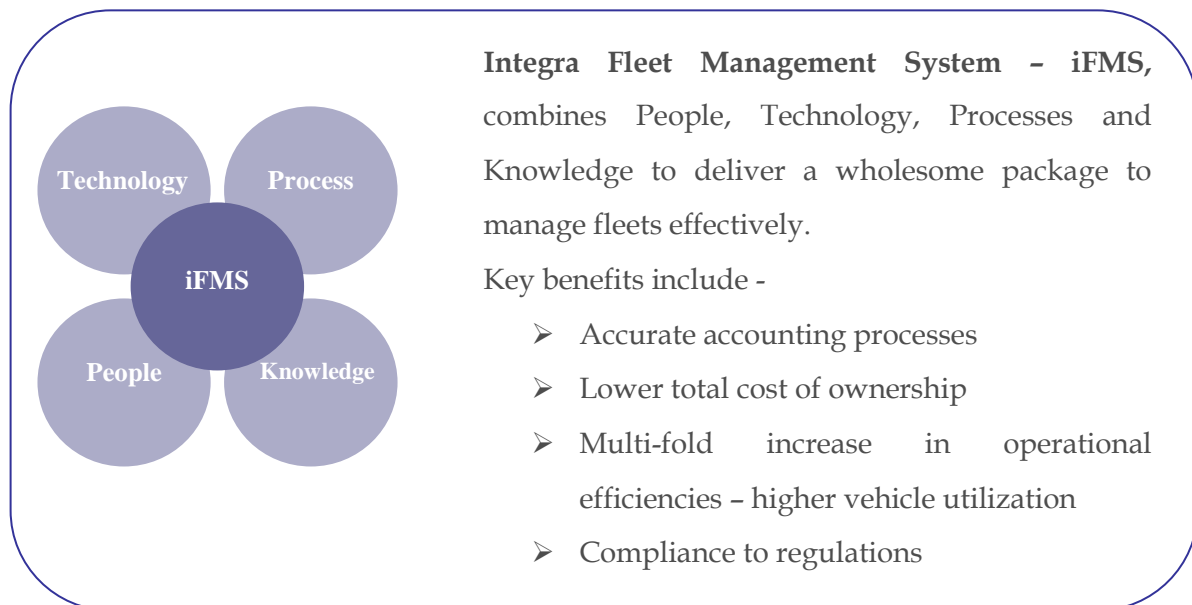 Technology
Process
iFMS
People
Knowledge
Integra Fleet Management System – iFMS,
combines People, Technology, Processes and
Knowledge to deliver a wholesome package to
manage fleets effectively.
Key benefits include -
➢ Accurate accounting processes
➢ Lower total cost of ownership
➢ Multi-fold increase in operational
efficiencies – higher vehicle utilization
➢ Compliance to regulations